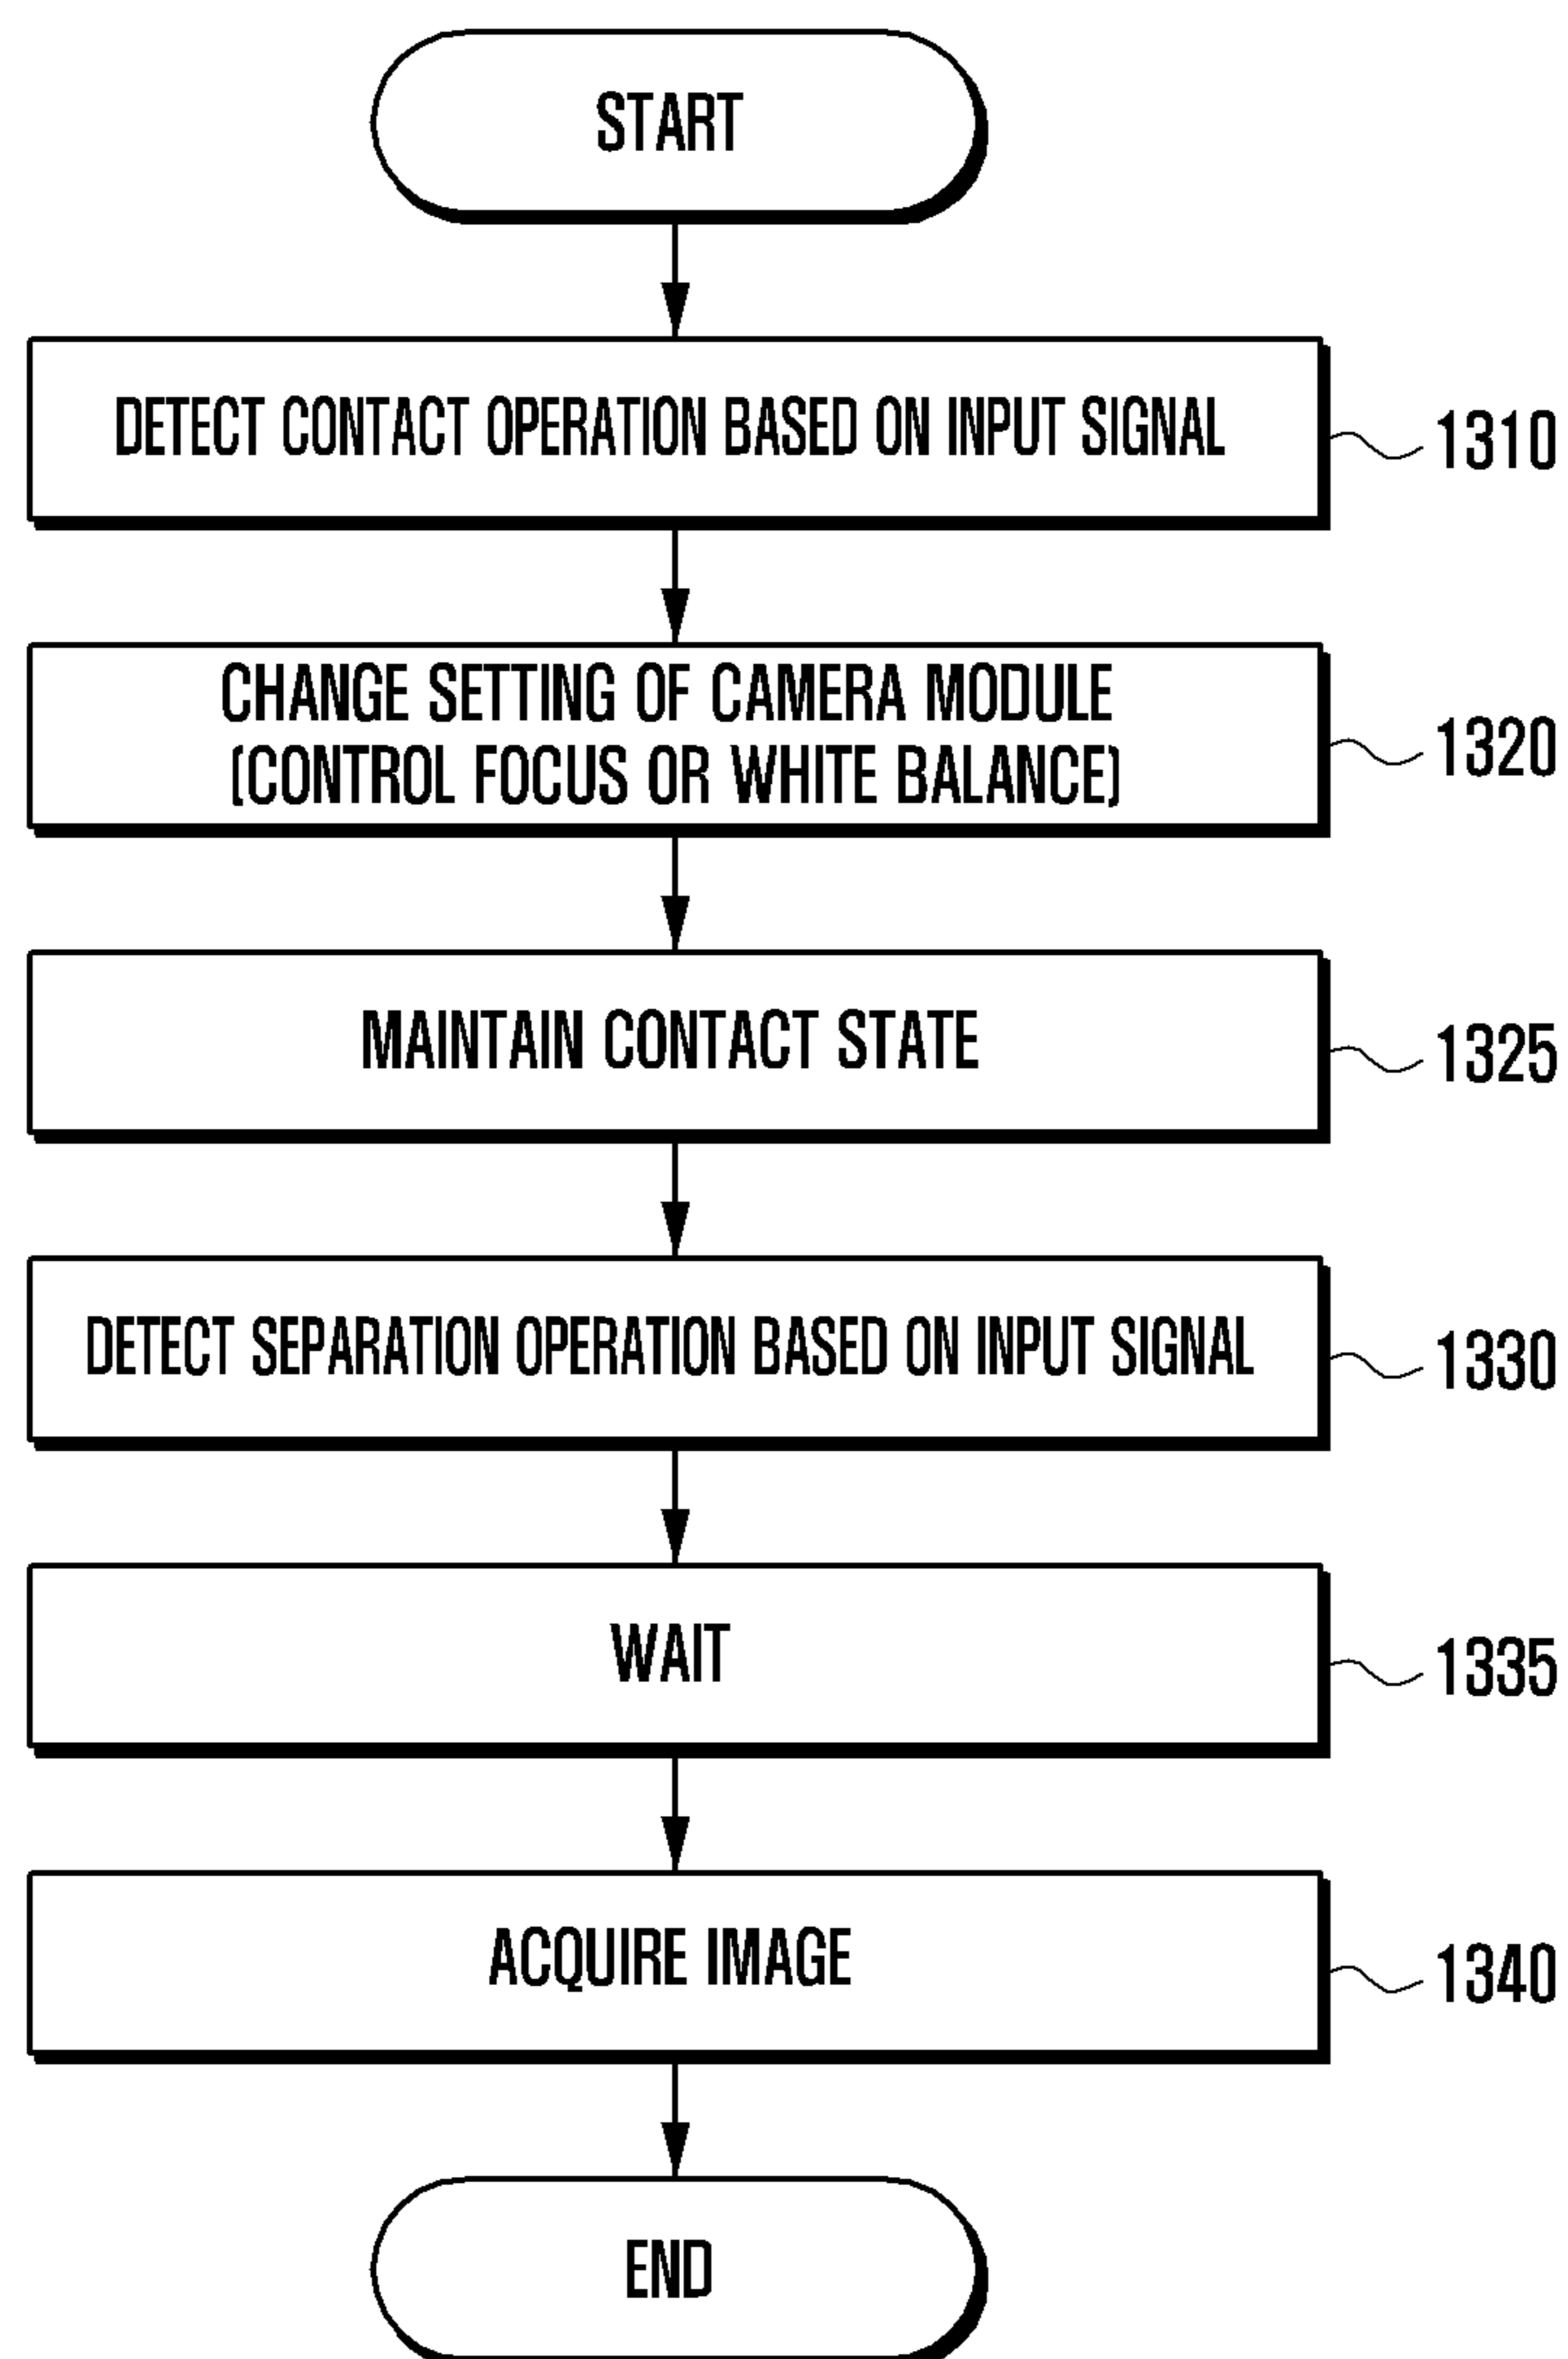 START
DETECT CONTACT OPERATION BASED ON INPUT SIGNAL
1310
CHANGE SETTING OF CAMERA MODULE
(CONTROL FOCUS OR WHITE BALANCE)
1320
MAINTAIN CONTACT STATE
1325
DETECT SEPARATION OPERATION BASED ON INPUT SIGNAL
1330
WAIT
1335
ACQUIRE IMAGE
1340
END